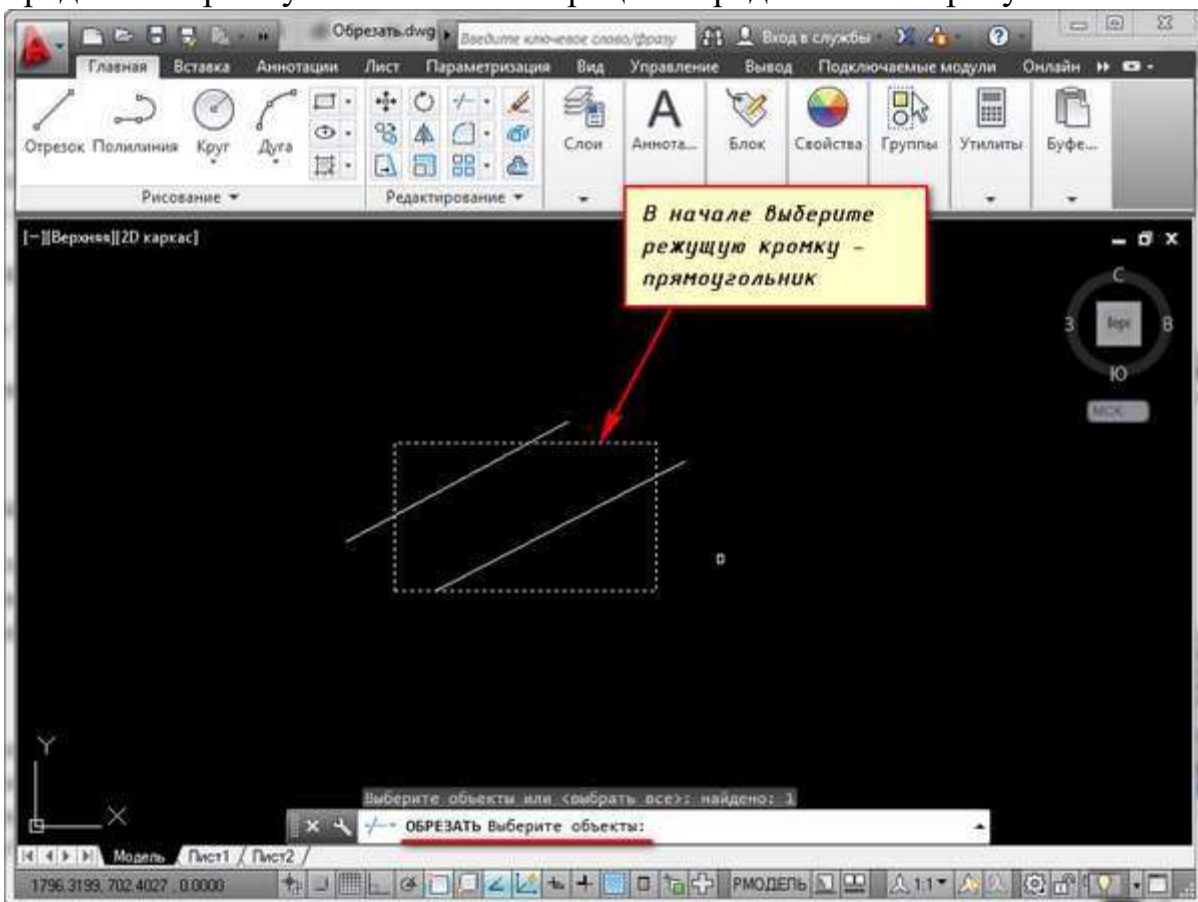 Обрезать.dwg
Введите ключевое слово/фразу
Вход в службы
Главная Вставка Аннотации Лист Параметризация Вид Управление Вывод Подключаемые модули Онлайн
Отрезок Полилиния Круг Дуга
Слои Аннота... Блок Свойства Группы Утилиты Буфе...
Рисование Редактирование
В начале выберите
режущую кромку -
прямоугольник
[−][Верхняя][2D каркас]
С
З Верх В
Ю
МСК
Y
X
Выберите объекты или <выбрать все>: найдено: 1
ОБРЕЗАТЬ Выберите объекты:
Модель Лист1 Лист2
1796.3199, 702.4027, 0.0000 РМОДЕЛЬ 1:1